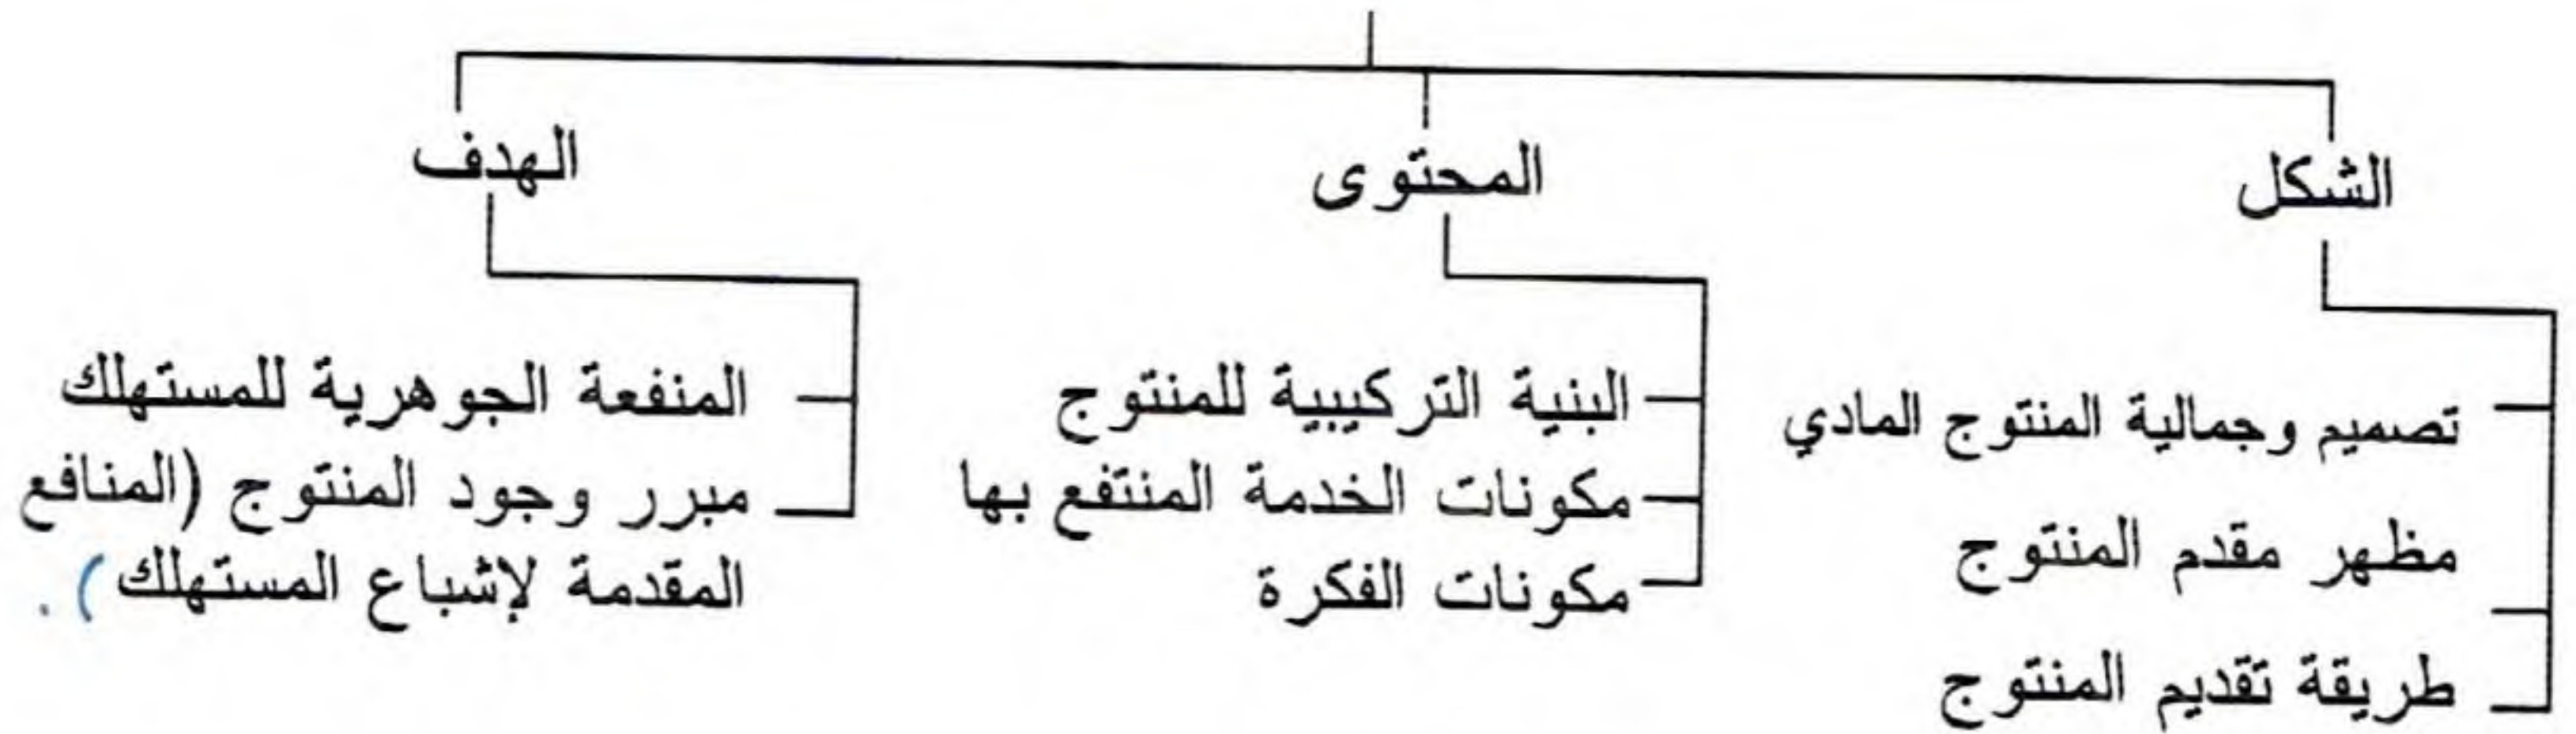 الشكل
المحتوى
الهدف
تصميم وجمالية المنتوج المادي
مظهر مقدم المنتوج
طريقة تقديم المنتوج
البنية التركيبية للمنتوج
مكونات الخدمة المنتفع بها
مكونات الفكرة
المنفعة الجوهرية للمستهلك
مبرر وجود المنتوج (المنافع
المقدمة لإشباع المستهلك).